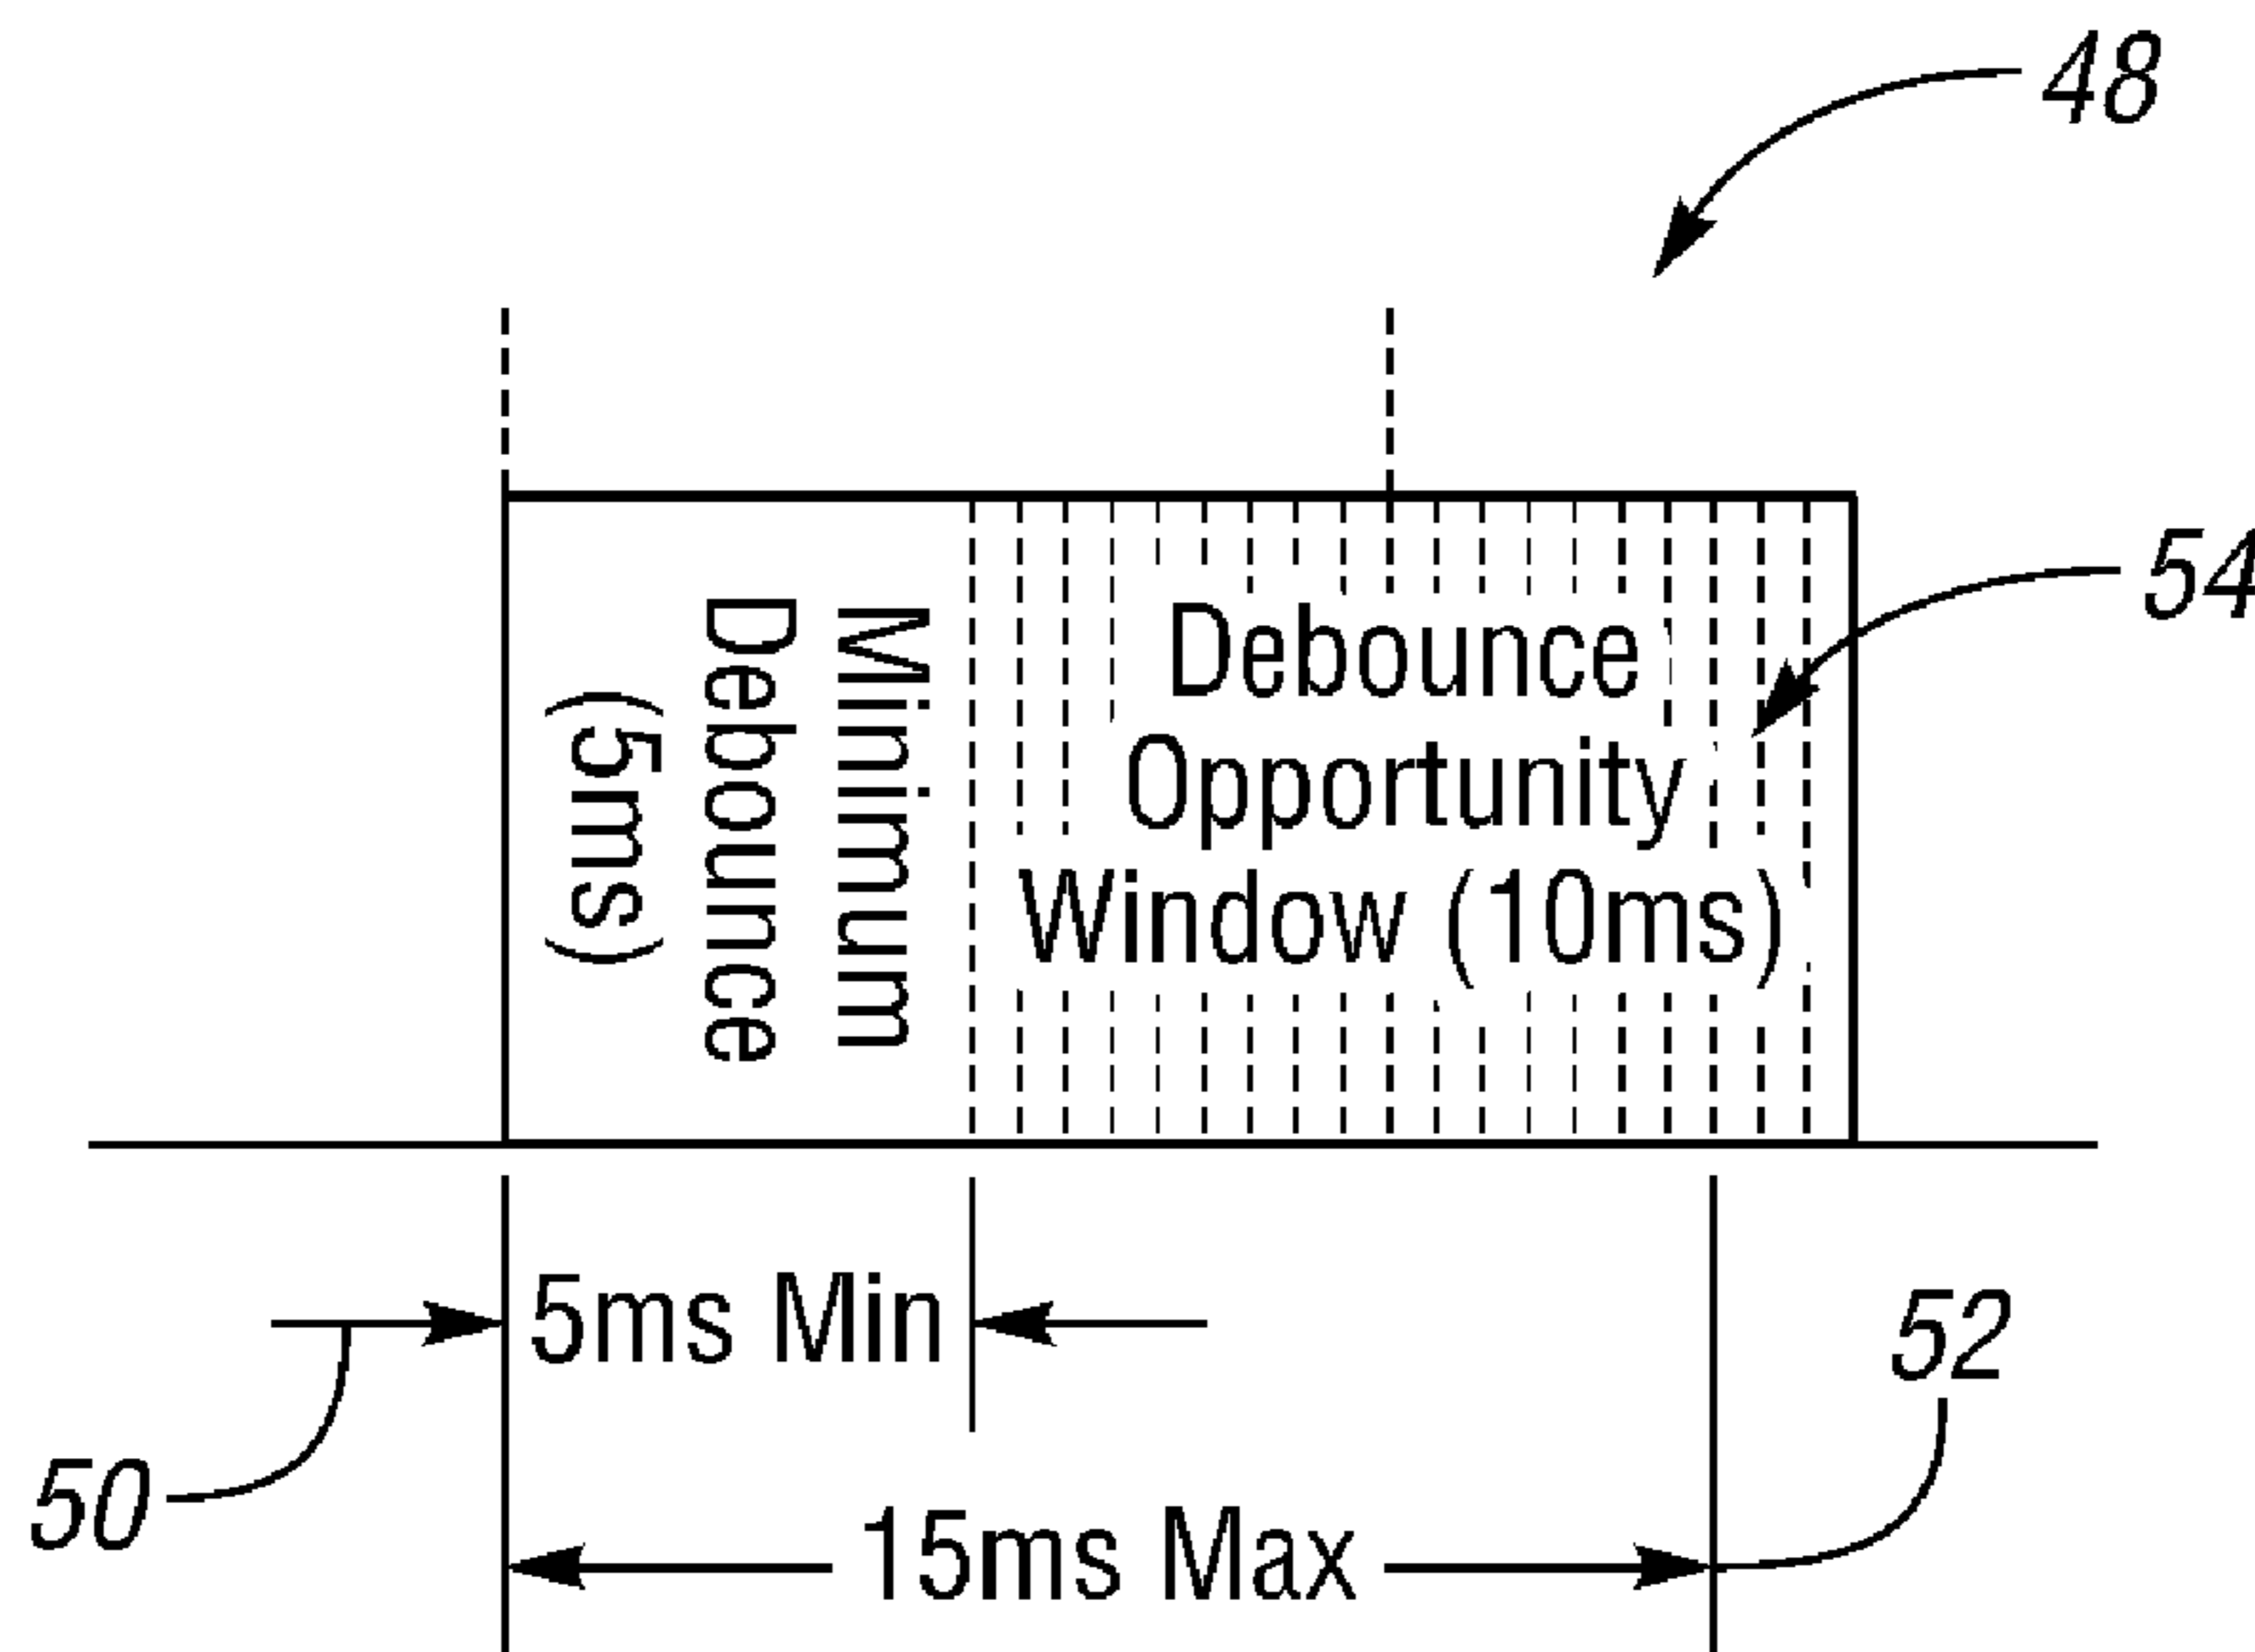 48
54
Minimum
Debounce
(5ms)
Debounce
Opportunity
Window (10ms)
5ms Min
52
50
15ms Max